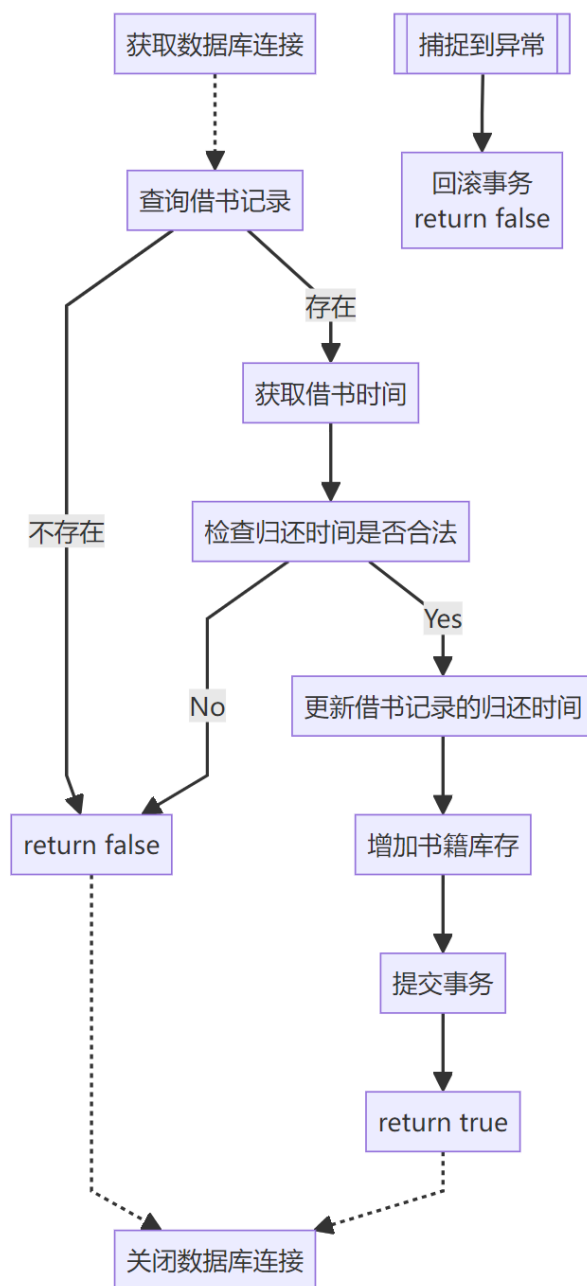 获取数据库连接
捕捉到异常
查询借书记录
回滚事务
return false
存在
获取借书时间
不存在
检查归还时间是否合法
Yes
No
更新借书记录的归还时间
return false
增加书籍库存
提交事务
return true
关闭数据库连接